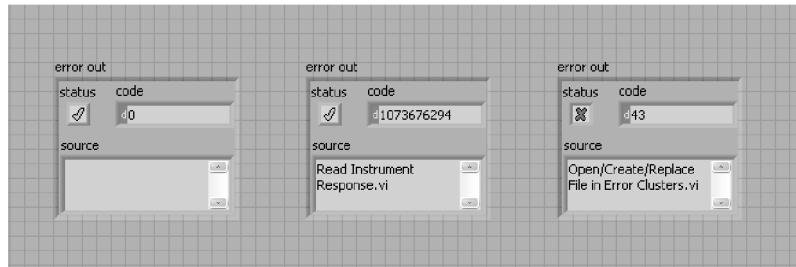 error out
status code
d0
source
error out
status code
d1073676294
source
Read Instrument
Response.vi
error out
status code
d43
source
Open/Create/Replace
File in Error Clusters.vi